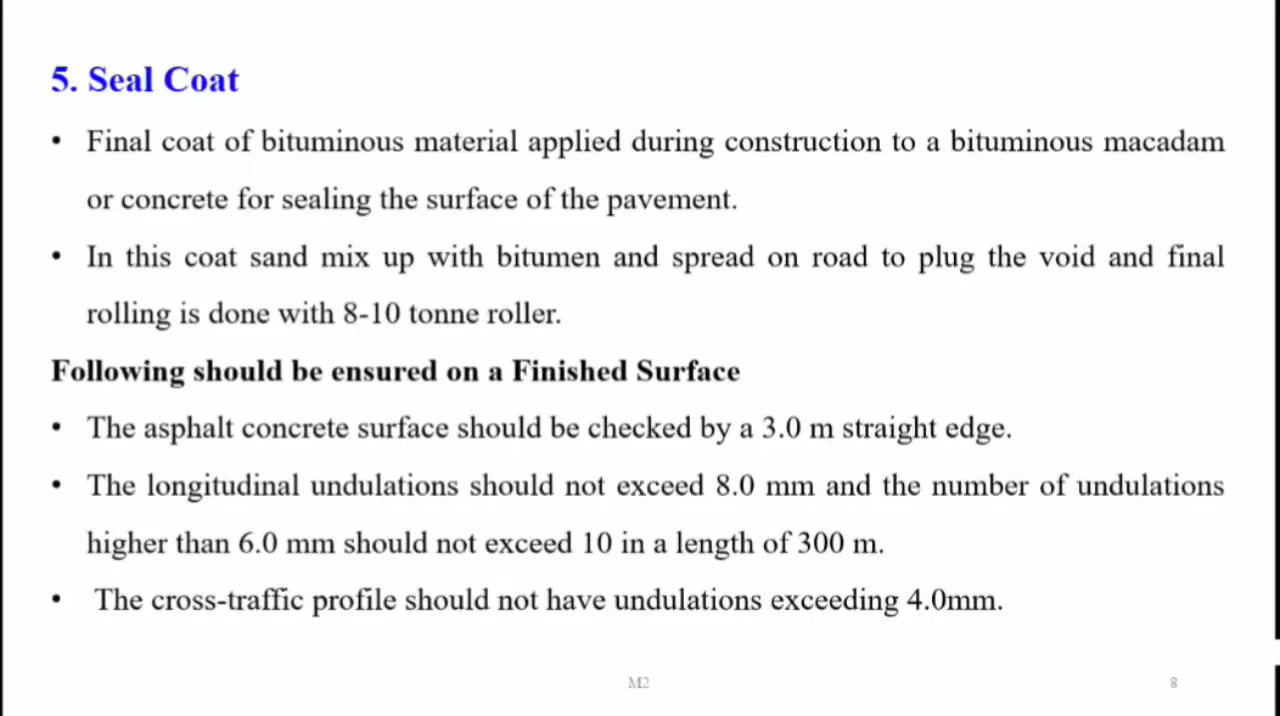 5. Seal Coat
• Final coat of bituminous material applied during construction to a bituminous macadam
or concrete for sealing the surface of the pavement.
• In this coat sand mix up with bitumen and spread on road to plug the void and final
rolling is done with 8-10 tonne roller.
Following should be ensured on a Finished Surface
• The asphalt concrete surface should be checked by a 3.0 m straight edge.
• The longitudinal undulations should not exceed 8.0 mm and the number of undulations
higher than 6.0 mm should not exceed 10 in a length of 300 m.
• The cross-traffic profile should not have undulations exceeding 4.0mm.
M2
8